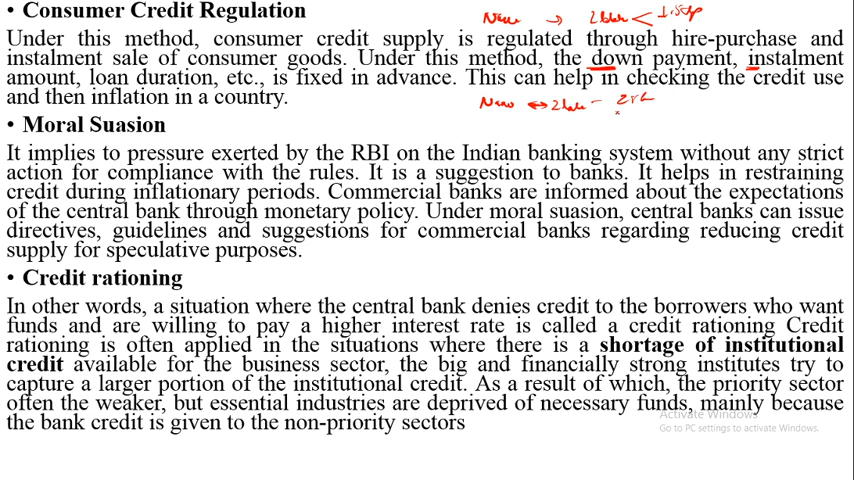 • Consumer Credit Regulation
Under this method, consumer credit supply is regulated through hire-purchase and
instalment sale of consumer goods. Under this method, the down payment, instalment
amount, loan duration, etc., is fixed in advance. This can help in checking the credit use
and then inflation in a country.
• Moral Suasion
It implies to pressure exerted by the RBI on the Indian banking system without any strict
action for compliance with the rules. It is a suggestion to banks. It helps in restraining
credit during inflationary periods. Commercial banks are informed about the expectations
of the central bank through monetary policy. Under moral suasion, central banks can issue
directives, guidelines and suggestions for commercial banks regarding reducing credit
supply for speculative purposes.
• Credit rationing
In other words, a situation where the central bank denies credit to the borrowers who want
funds and are willing to pay a higher interest rate is called a credit rationing Credit
rationing is often applied in the situations where there is a shortage of institutional
credit available for the business sector, the big and financially strong institutes try to
capture a larger portion of the institutional credit. As a result of which, the priority sector
often the weaker, but essential industries are deprived of necessary funds, mainly because
the bank credit is given to the non-priority sectors
Activate Windows
Go to PC settings to activate Windows.